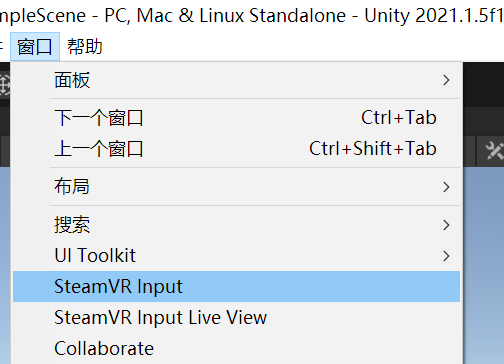 mpleScene - PC, Mac & Linux Standalone - Unity 2021.1.5f1
窗口 帮助
面板
下一个窗口 Ctrl+Tab
上一个窗口 Ctrl+Shift+Tab
布局
搜索
UI Toolkit
SteamVR Input
SteamVR Input Live View
Collaborate